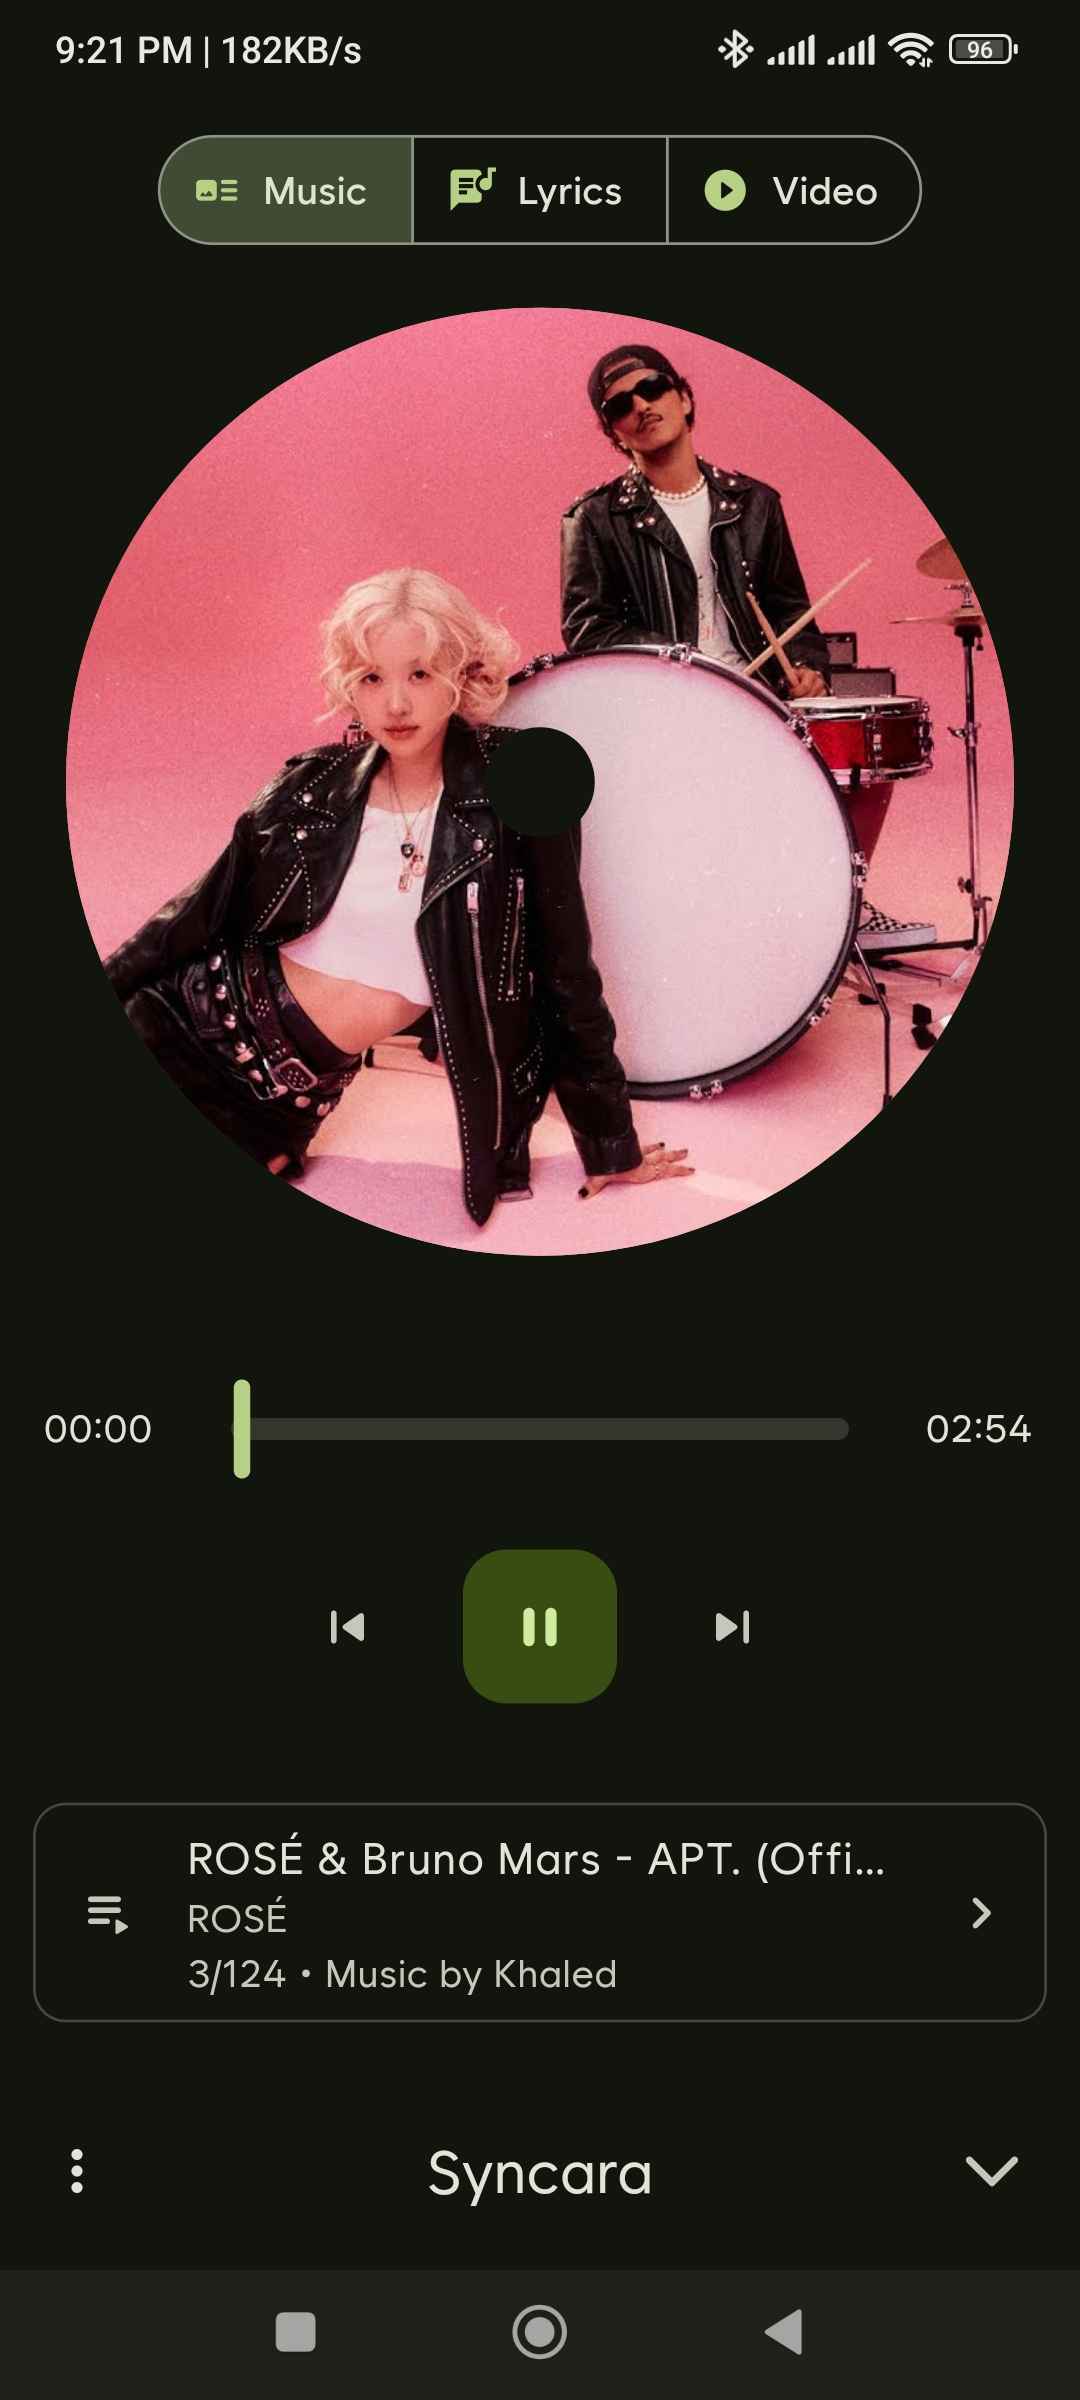 9:21 PM | 182KB/s 96
Music Lyrics Video
00:00 02:54
ROSÉ & Bruno Mars - APT. (Offi...
ROSÉ
3/124 • Music by Khaled
Syncara